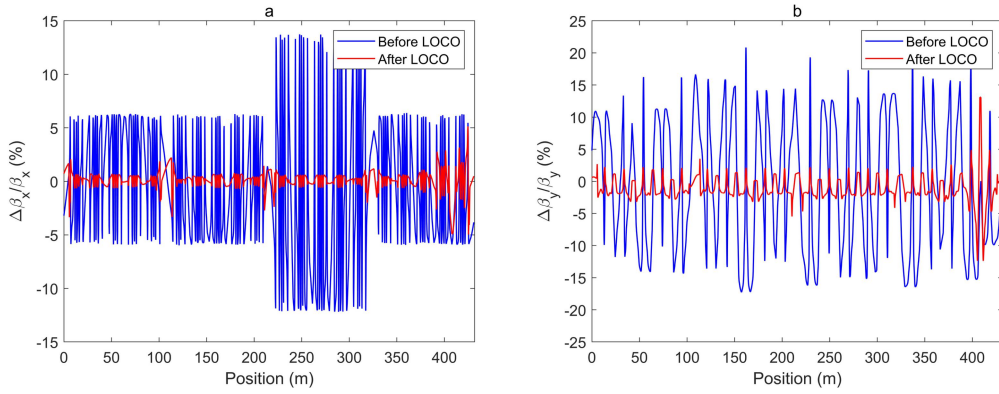 a
Before LOCO
After LOCO
15
10
5
0
-5
-10
-15
Δβx/βx (%)
0 50 100 150 200 250 300 350 400
Position (m)
b
Before LOCO
After LOCO
25
20
15
10
5
0
-5
-10
-15
-20
-25
Δβy/βy (%)
0 50 100 150 200 250 300 350 400
Position (m)